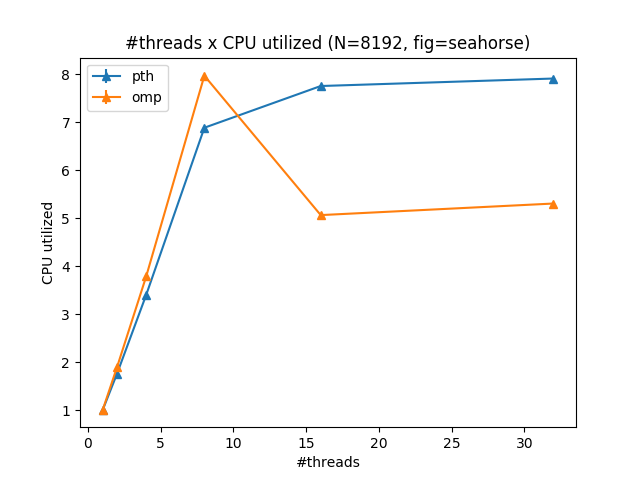 #threads x CPU utilized (N=8192, fig=seahorse)
pth
omp
CPU utilized
8
7
6
5
4
3
2
1
0 5 10 15 20 25 30
#threads